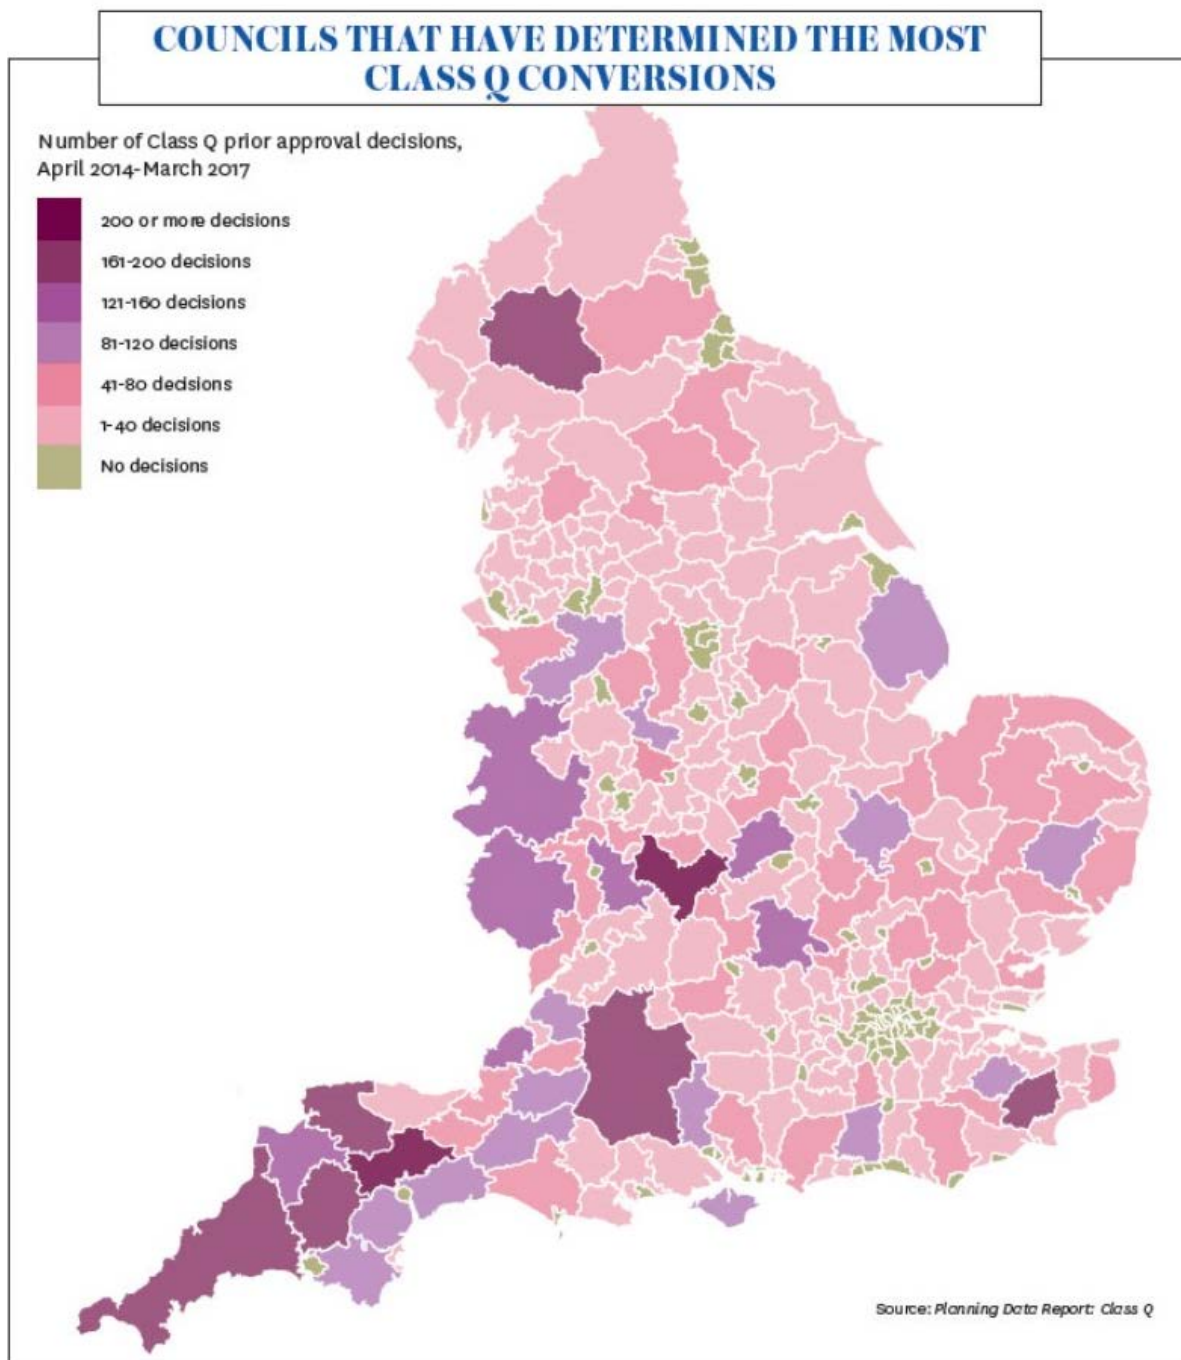 COUNCILS THAT HAVE DETERMINED THE MOST
CLASS Q CONVERSIONS
Number of Class Q prior approval decisions,
April 2014-March 2017
200 or more decisions
161-200 decisions
121-160 decisions
81-120 decisions
41-80 decisions
1-40 decisions
No decisions
Source: Planning Data Report: Class Q